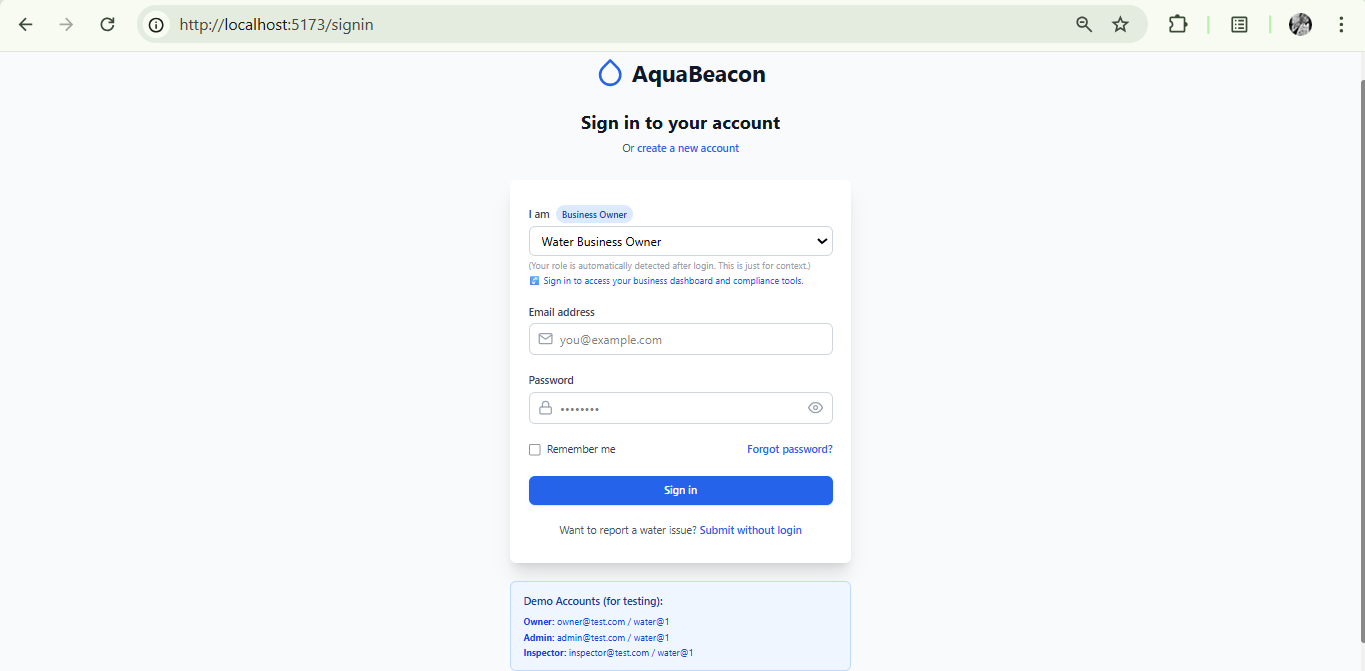 http://localhost:5173/signin
AquaBeacon
Sign in to your account
Or create a new account
I am Business Owner
Water Business Owner
(Your role is automatically detected after login. This is just for context.)
Sign in to access your business dashboard and compliance tools.
Email address
you@example.com
Password
••••••••
Remember me Forgot password?
Sign in
Want to report a water issue? Submit without login
Demo Accounts (for testing):
Owner: owner@test.com / water@1
Admin: admin@test.com / water@1
Inspector: inspector@test.com / water@1